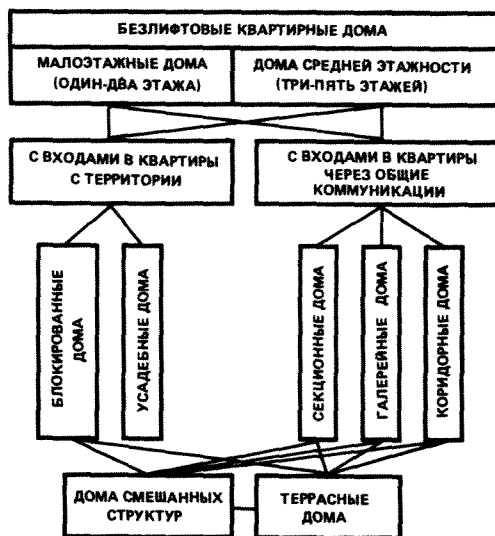 БЕЗЛИФТОВЫЕ КВАРТИРНЫЕ ДОМА
МАЛОЭТАЖНЫЕ ДОМА
(ОДИН-ДВА ЭТАЖА)
ДОМА СРЕДНЕЙ ЭТАЖНОСТИ
(ТРИ-ПЯТЬ ЭТАЖЕЙ)
С ВХОДАМИ В КВАРТИРЫ
С ТЕРРИТОРИИ
С ВХОДАМИ В КВАРТИРЫ
ЧЕРЕЗ ОБЩИЕ
КОММУНИКАЦИИ
БЛОКИРОВАННЫЕ
ДОМА
УСАДЕБНЫЕ ДОМА
СЕКЦИОННЫЕ ДОМА
ГАЛЕРЕЙНЫЕ ДОМА
КОРИДОРНЫЕ ДОМА
ДОМА СМЕШАННЫХ
СТРУКТУР
ТЕРРАСНЫЕ
ДОМА